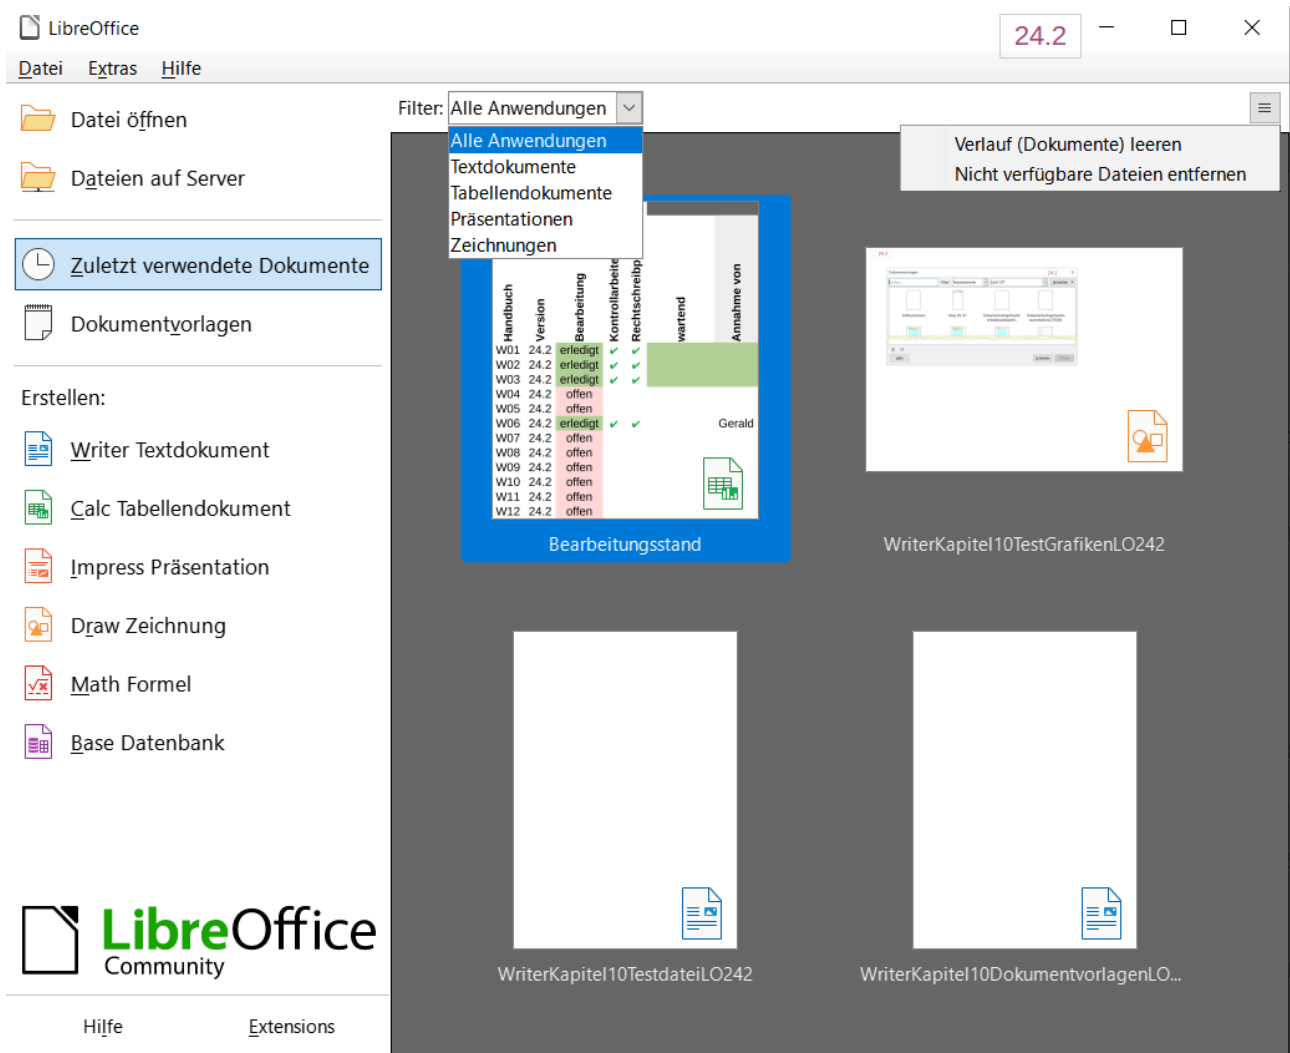 LibreOffice
24.2
Datei Extras Hilfe
Datei öffnen
Dateien auf Server
Zuletzt verwendete Dokumente
Dokumentvorlagen
Erstellen:
Writer Textdokument
Calc Tabellendokument
Impress Präsentation
Draw Zeichnung
Math Formel
Base Datenbank
LibreOffice
Community
Hilfe Extensions
Filter: Alle Anwendungen
Alle Anwendungen
Textdokumente
Tabellendokumente
Präsentationen
Zeichnungen
Verlauf (Dokumente) leeren
Nicht verfügbare Dateien entfernen
Handbuch Version Bearbeitung Kontrollarbeite Rechtschreibp wartend Annahme von
W01 24.2 erledigt ✔ ✔
W02 24.2 erledigt ✔ ✔
W03 24.2 erledigt ✔ ✔
W04 24.2 offen
W05 24.2 offen
W06 24.2 erledigt ✔ ✔ Gerald
W07 24.2 offen
W08 24.2 offen
W09 24.2 offen
W10 24.2 offen
W11 24.2 offen
W12 24.2 offen
Bearbeitungsstand
24.2
24.2
WriterKapitel10TestGrafikenLO242
WriterKapitel10TestdateiLO242
WriterKapitel10DokumentvorlagenLO...